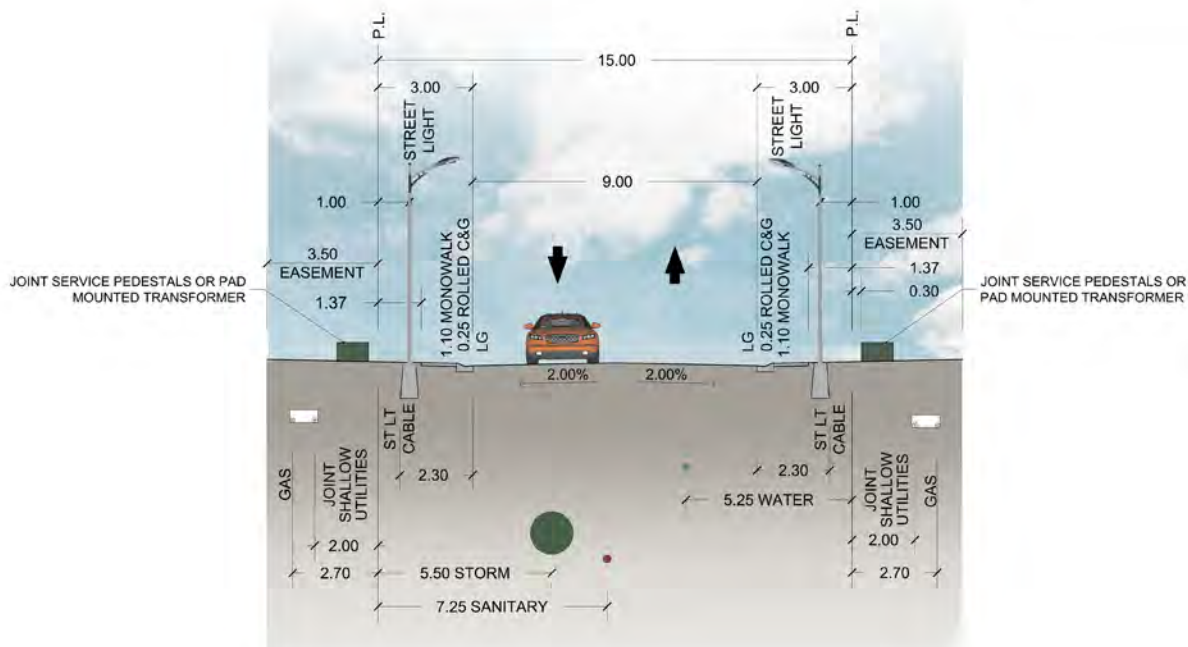 P.L.
P.L.
15.00
3.00
3.00
STREET
LIGHT
STREET
LIGHT
9.00
1.00
1.00
3.50
EASEMENT
3.50
EASEMENT
1.10 MONOWALK
0.25 ROLLED C&G
LG
LG
0.25 ROLLED C&G
1.10 MONOWALK
1.37
0.30
JOINT SERVICE PEDESTALS OR PAD
MOUNTED TRANSFORMER
1.37
JOINT SERVICE PEDESTALS OR
PAD MOUNTED TRANSFORMER
2.00%
2.00%
ST LT
CABLE
ST LT
CABLE
GAS
JOINT
SHALLOW
UTILITIES
2.30
2.30
5.25 WATER
JOINT
SHALLOW
UTILITIES
GAS
2.00
2.00
2.70
5.50 STORM
2.70
7.25 SANITARY